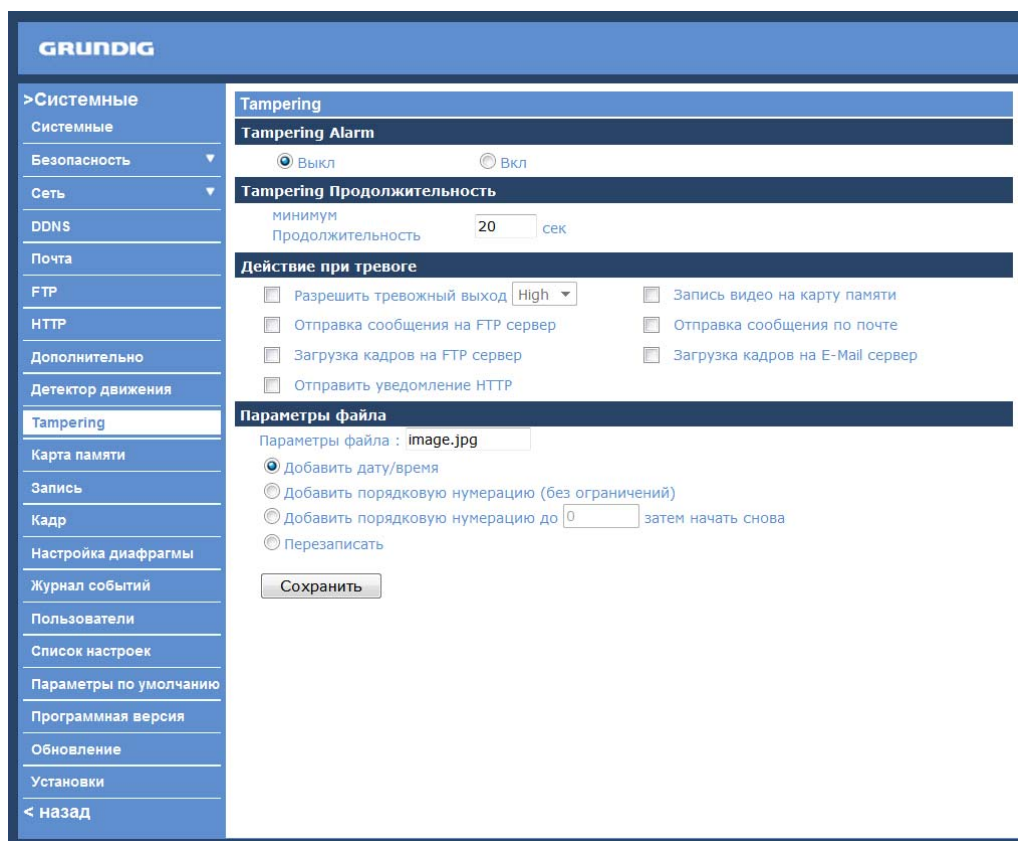 GRUNDIG
>Системные
Системные
Безопасность
Сеть
DDNS
Почта
FTP
HTTP
Дополнительно
Детектор движения
Tampering
Карта памяти
Запись
Кадр
Настройка диафрагмы
Журнал событий
Пользователи
Список настроек
Параметры по умолчанию
Программная версия
Обновление
Установки
< назад
Tampering
Tampering Alarm
Выкл Вкл
Tampering Продолжительность
минимум
Продолжительность 20 сек
Действие при тревоге
Разрешить тревожный выход High Запись видео на карту памяти
Отправка сообщения на FTP сервер Отправка сообщения по почте
Загрузка кадров на FTP сервер Загрузка кадров на E-Mail сервер
Отправить уведомление HTTP
Параметры файла
Параметры файла : image.jpg
Добавить дату/время
Добавить порядковую нумерацию (без ограничений)
Добавить порядковую нумерацию до 0 затем начать снова
Перезаписать
Сохранить